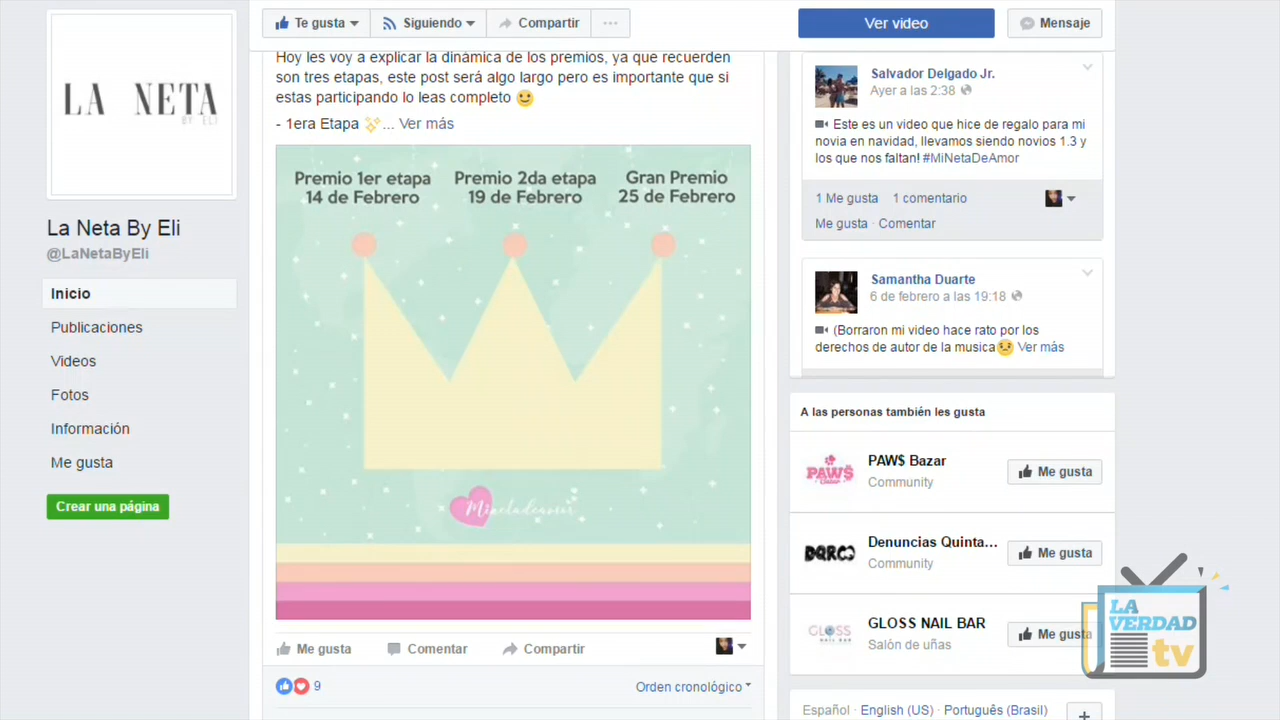 Te gusta
Siguiendo
Compartir
Ver video
Mensaje
LA NETA
BY ELI
La Neta By Eli
@LaNetaByEli
Inicio
Publicaciones
Videos
Fotos
Información
Me gusta
Crear una página
Hoy les voy a explicar la dinámica de los premios, ya que recuerden
son tres etapas, este post será algo largo pero es importante que si
estas participando lo leas completo 😉
- 1era Etapa ✨... Ver más
Premio 1er etapa
14 de Febrero
Premio 2da etapa
19 de Febrero
Gran Premio
25 de Febrero
Minetadeamor
Me gusta
Comentar
Compartir
9
Orden cronológico
Salvador Delgado Jr.
Ayer a las 2:38
Este es un video que hice de regalo para mi
novia en navidad, llevamos siendo novios 1.3 y
los que nos faltan! #MiNetaDeAmor
1 Me gusta 1 comentario
Me gusta · Comentar
Samantha Duarte
6 de febrero a las 19:18
(Borraron mi video hace rato por los
derechos de autor de la musica😟 Ver más
A las personas también les gusta
PAW$ Bazar
Community
Me gusta
PAW$
Denuncias Quinta...
Community
Me gusta
DQROO
GLOSS NAIL BAR
Salón de uñas
Me gusta
GLOSS
NAIL BAR
LA
VERDAD
tv
Español · English (US) · Português (Brasil)
+